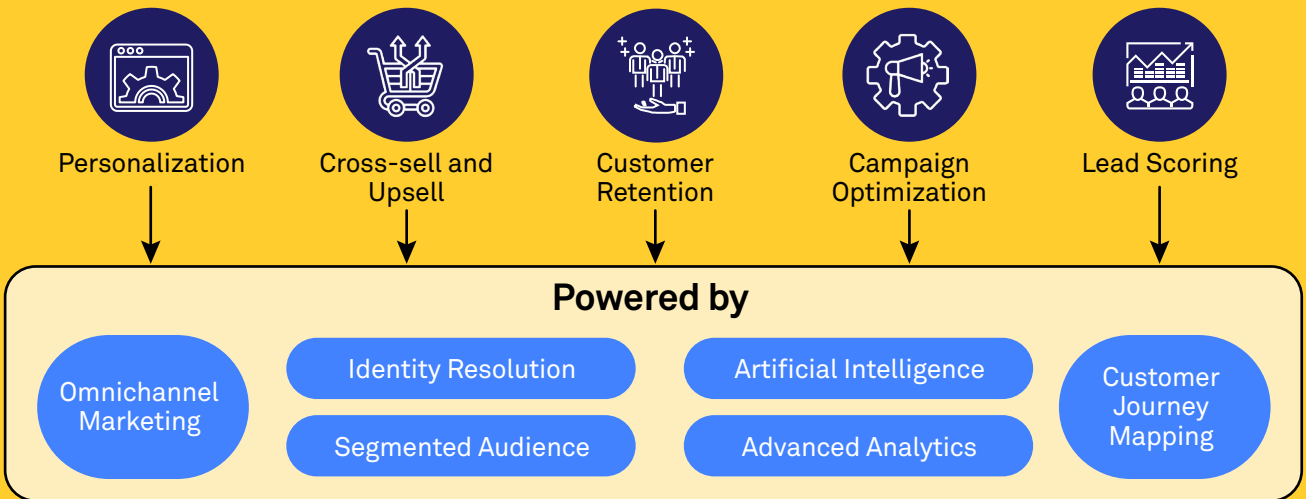 Personalization
Cross-sell and
Upsell
Customer
Retention
Campaign
Optimization
Lead Scoring
Powered by
Omnichannel
Marketing
Identity Resolution
Segmented Audience
Artificial Intelligence
Advanced Analytics
Customer
Journey
Mapping